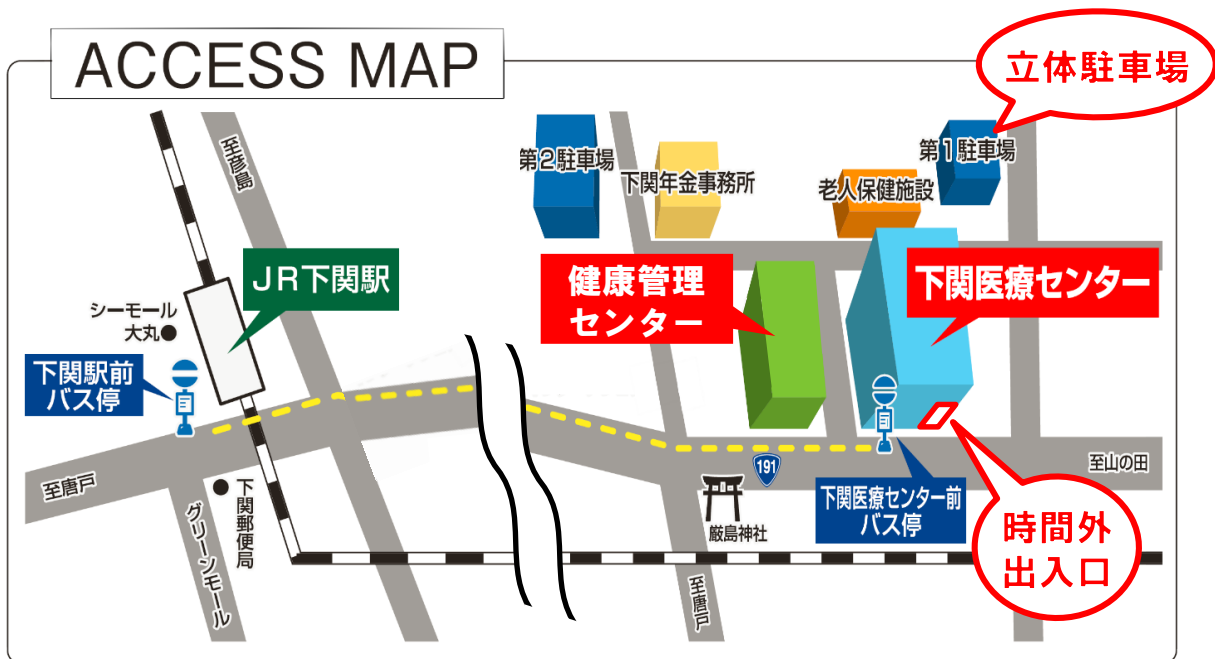 ACCESS MAP
立体駐車場
至彦島
第2駐車場
下関年金事務所
老人保健施設
第1駐車場
JR下関駅
健康管理
センター
下関医療センター
シーモール
大丸
下関駅前
バス停
至唐戸
下関郵便局
グリーンモール
191
厳島神社
至唐戸
下関医療センター前
バス停
至山の田
時間外
出入口